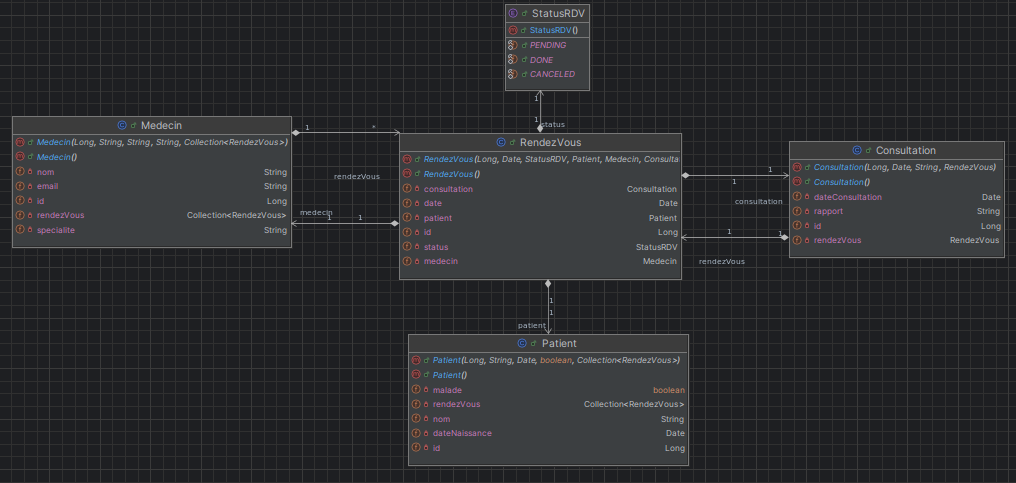 StatusRDV
StatusRDV()
PENDING
DONE
CANCELED
1
1
status
Medecin
Medecin(Long, String, String, String, Collection<RendezVous>)
Medecin()
nom String
email String
id Long
rendezVous Collection<RendezVous>
specialite String
1 *
rendezVous
medecin
1 1
RendezVous
RendezVous(Long, Date, StatusRDV, Patient, Medecin, Consulta
RendezVous()
consultation Consultation
date Date
patient Patient
id Long
status StatusRDV
medecin Medecin
1 1
consultation
1 1
rendezVous
Consultation
Consultation(Long, Date, String, RendezVous)
Consultation()
dateConsultation Date
rapport String
id Long
rendezVous RendezVous
1
1
patient
Patient
Patient(Long, String, Date, boolean, Collection<RendezVous>)
Patient()
malade boolean
rendezVous Collection<RendezVous>
nom String
dateNaissance Date
id Long